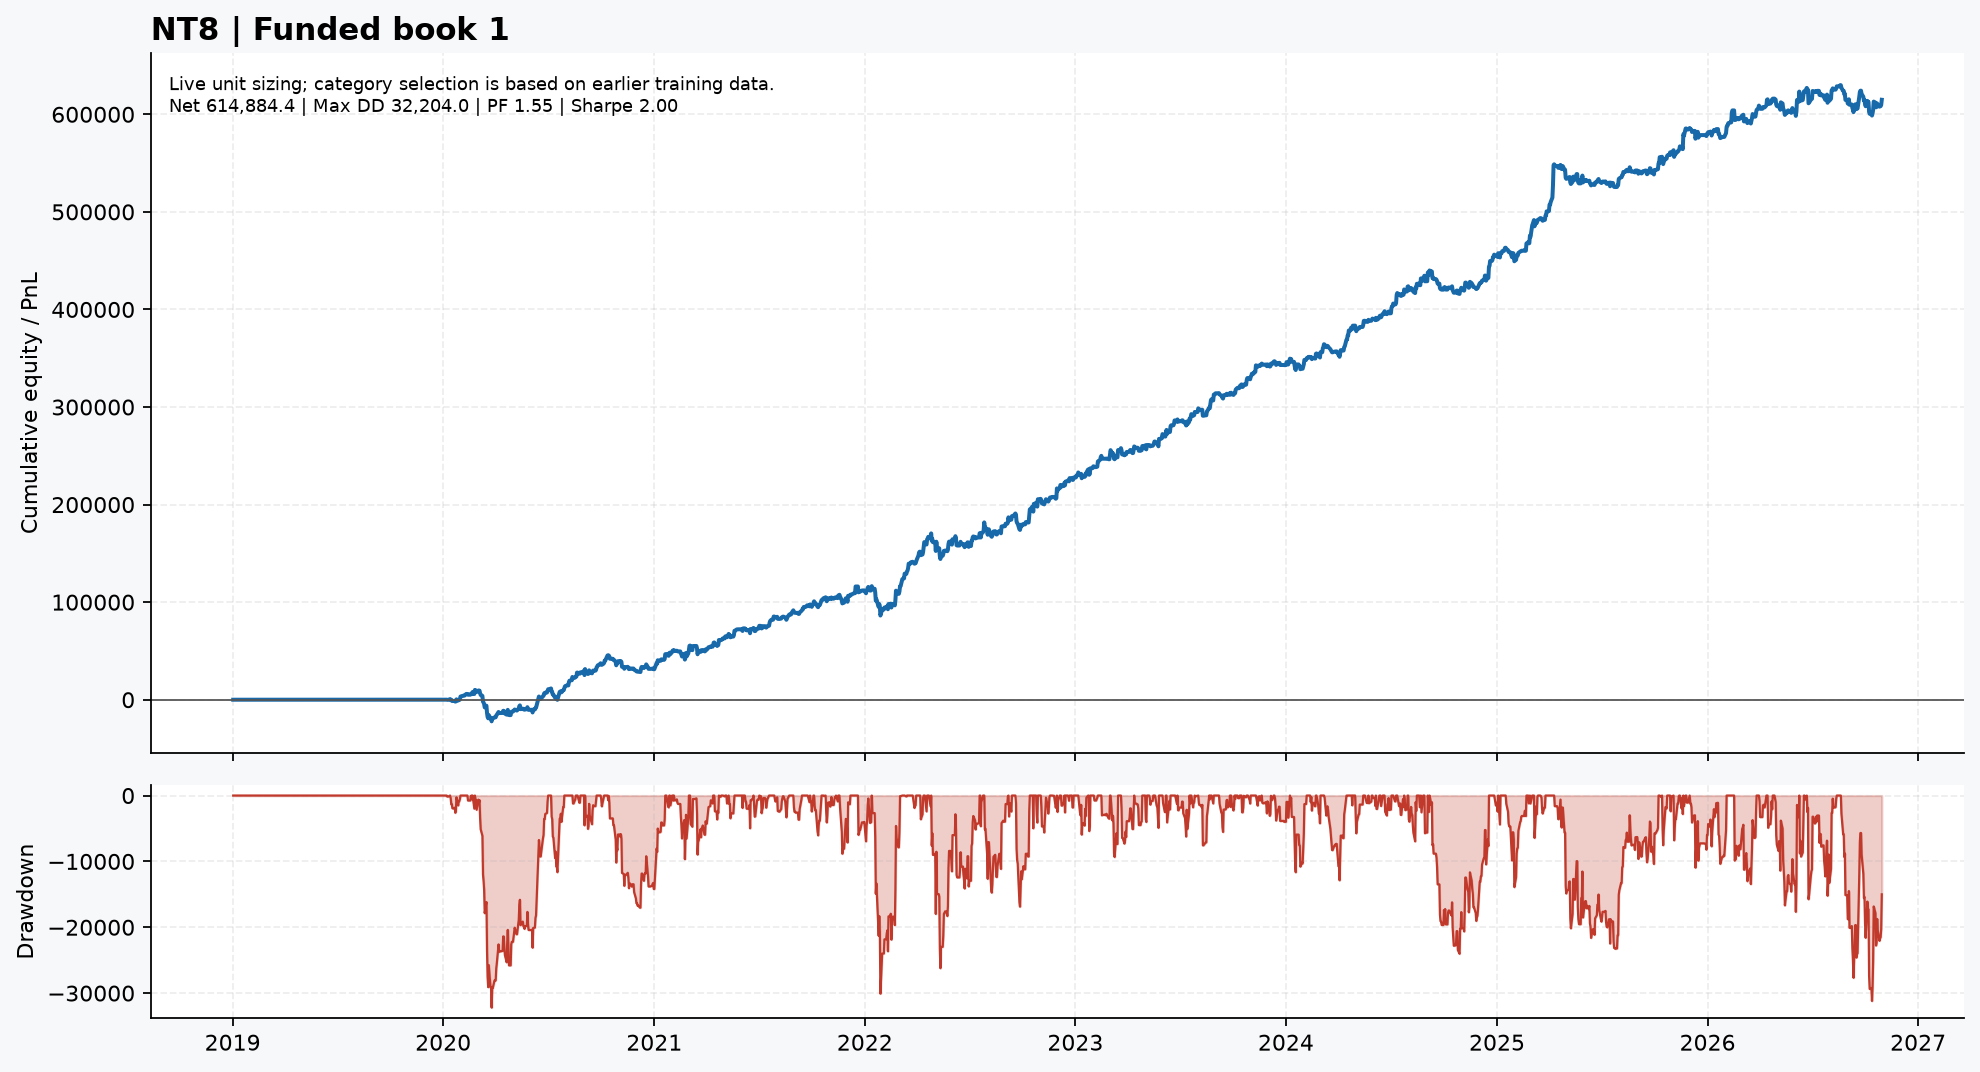 NT8 | Funded book 1
Live unit sizing; category selection is based on earlier training data.
Net 614,884.4 | Max DD 32,204.0 | PF 1.55 | Sharpe 2.00
Cumulative equity / PnL
600000
500000
400000
300000
200000
100000
0
Drawdown
0
−10000
−20000
−30000
2019 2020 2021 2022 2023 2024 2025 2026 2027